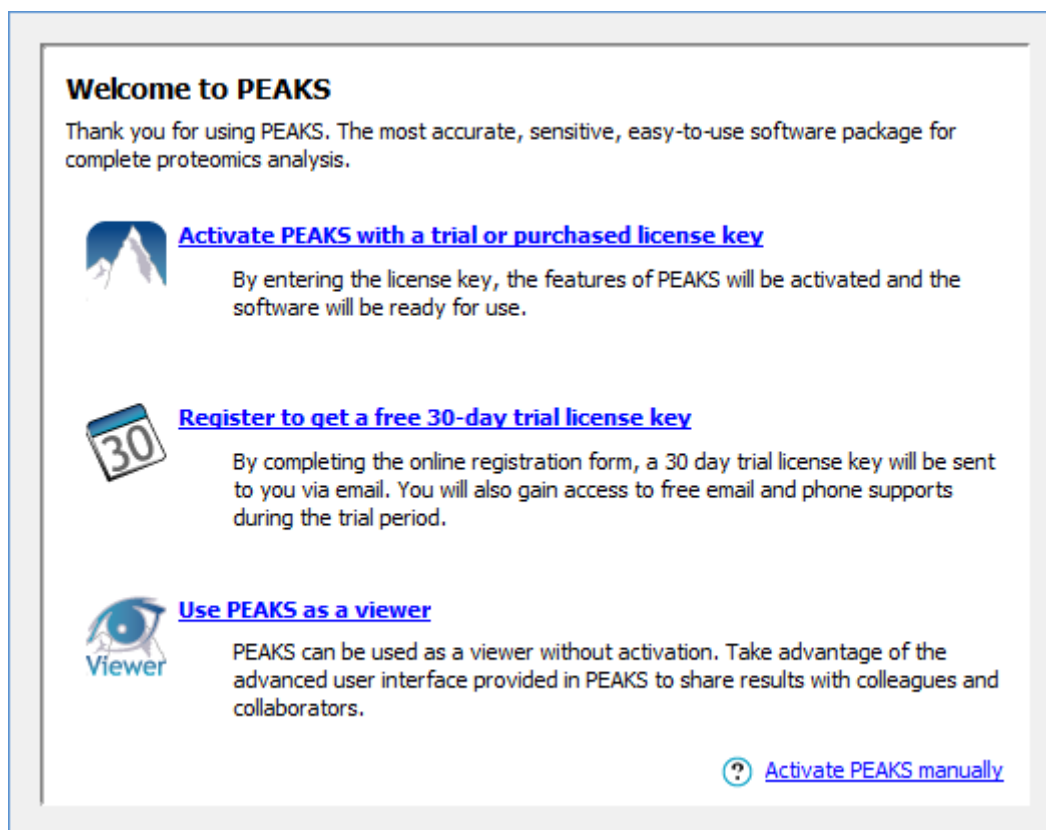 Welcome to PEAKS
Thank you for using PEAKS. The most accurate, sensitive, easy-to-use software package for
complete proteomics analysis.
Activate PEAKS with a trial or purchased license key
By entering the license key, the features of PEAKS will be activated and the
software will be ready for use.
30
Register to get a free 30-day trial license key
By completing the online registration form, a 30 day trial license key will be sent
to you via email. You will also gain access to free email and phone supports
during the trial period.
Viewer
Use PEAKS as a viewer
PEAKS can be used as a viewer without activation. Take advantage of the
advanced user interface provided in PEAKS to share results with colleagues and
collaborators.
? Activate PEAKS manually